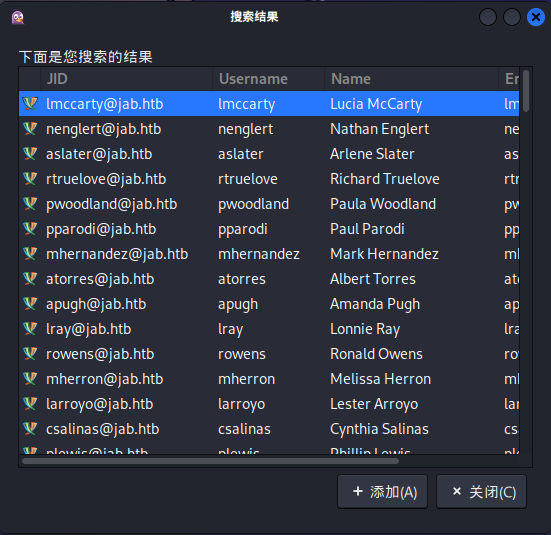 搜索结果
下面是您搜索的结果
JID Username Name Em
lmccarty@jab.htb lmccarty Lucia McCarty lm
nenglert@jab.htb nenglert Nathan Englert ne
aslater@jab.htb aslater Arlene Slater as
rtruelove@jab.htb rtruelove Richard Truelove rt
pwoodland@jab.htb pwoodland Paula Woodland pw
pparodi@jab.htb pparodi Paul Parodi pp
mhernandez@jab.htb mhernandez Mark Hernandez mh
atorres@jab.htb atorres Albert Torres ato
apugh@jab.htb apugh Amanda Pugh ap
lray@jab.htb lray Lonnie Ray lra
rowens@jab.htb rowens Ronald Owens ro
mherron@jab.htb mherron Melissa Herron mh
larroyo@jab.htb larroyo Lester Arroyo lar
csalinas@jab.htb csalinas Cynthia Salinas cs
plewis@jab.htb plewis Phillip Lewis ple
+ 添加(A) × 关闭(C)